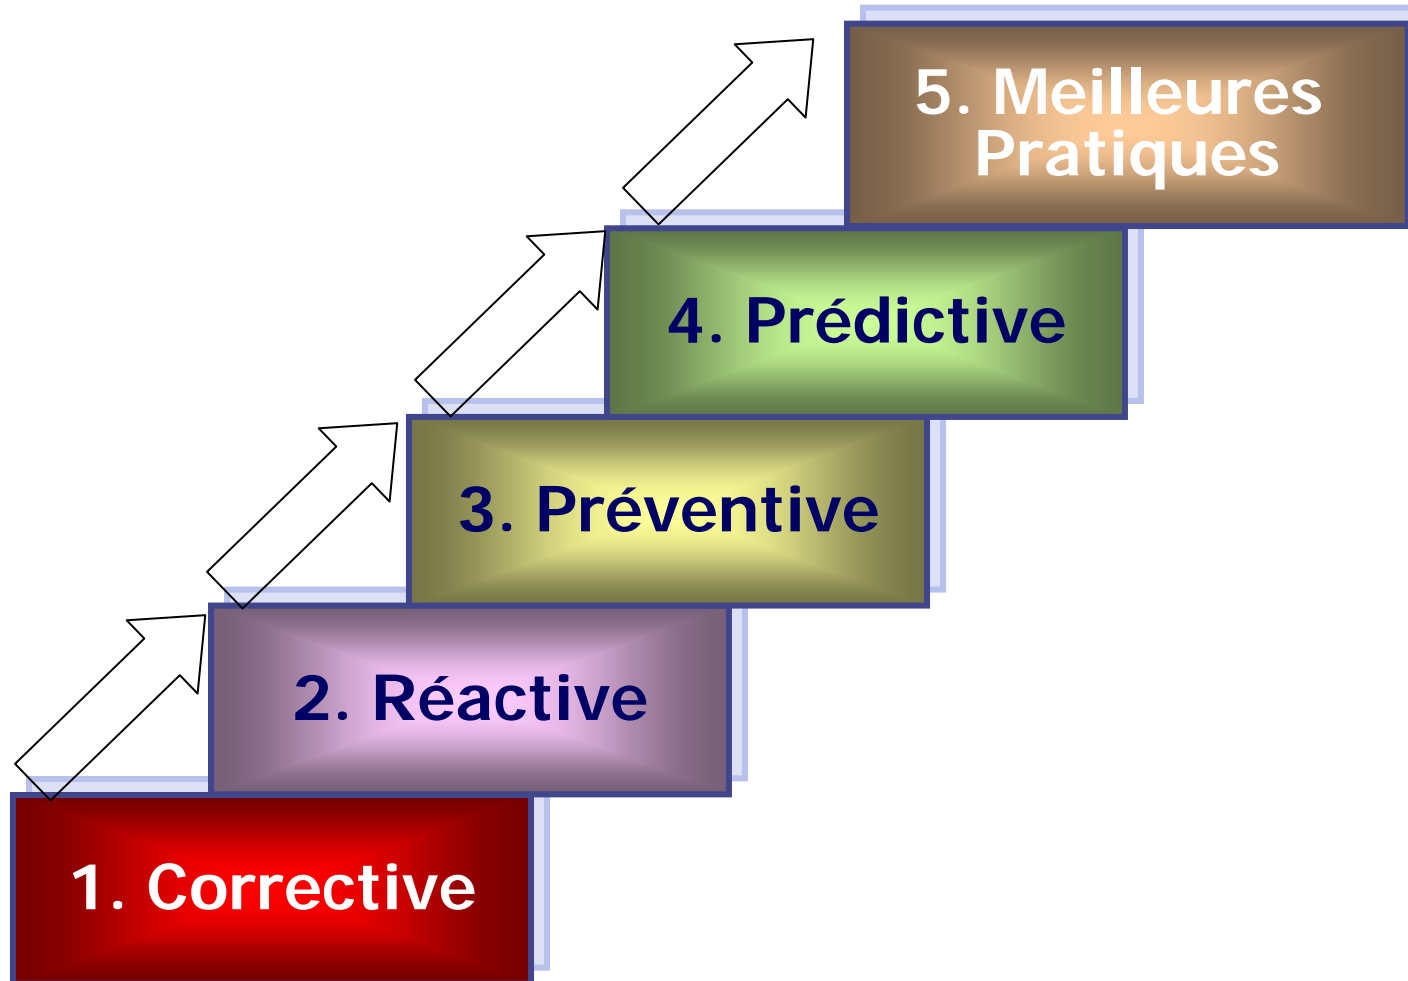 5. Meilleures
Pratiques
4. Prédictive
3. Préventive
2. Réactive
1. Corrective